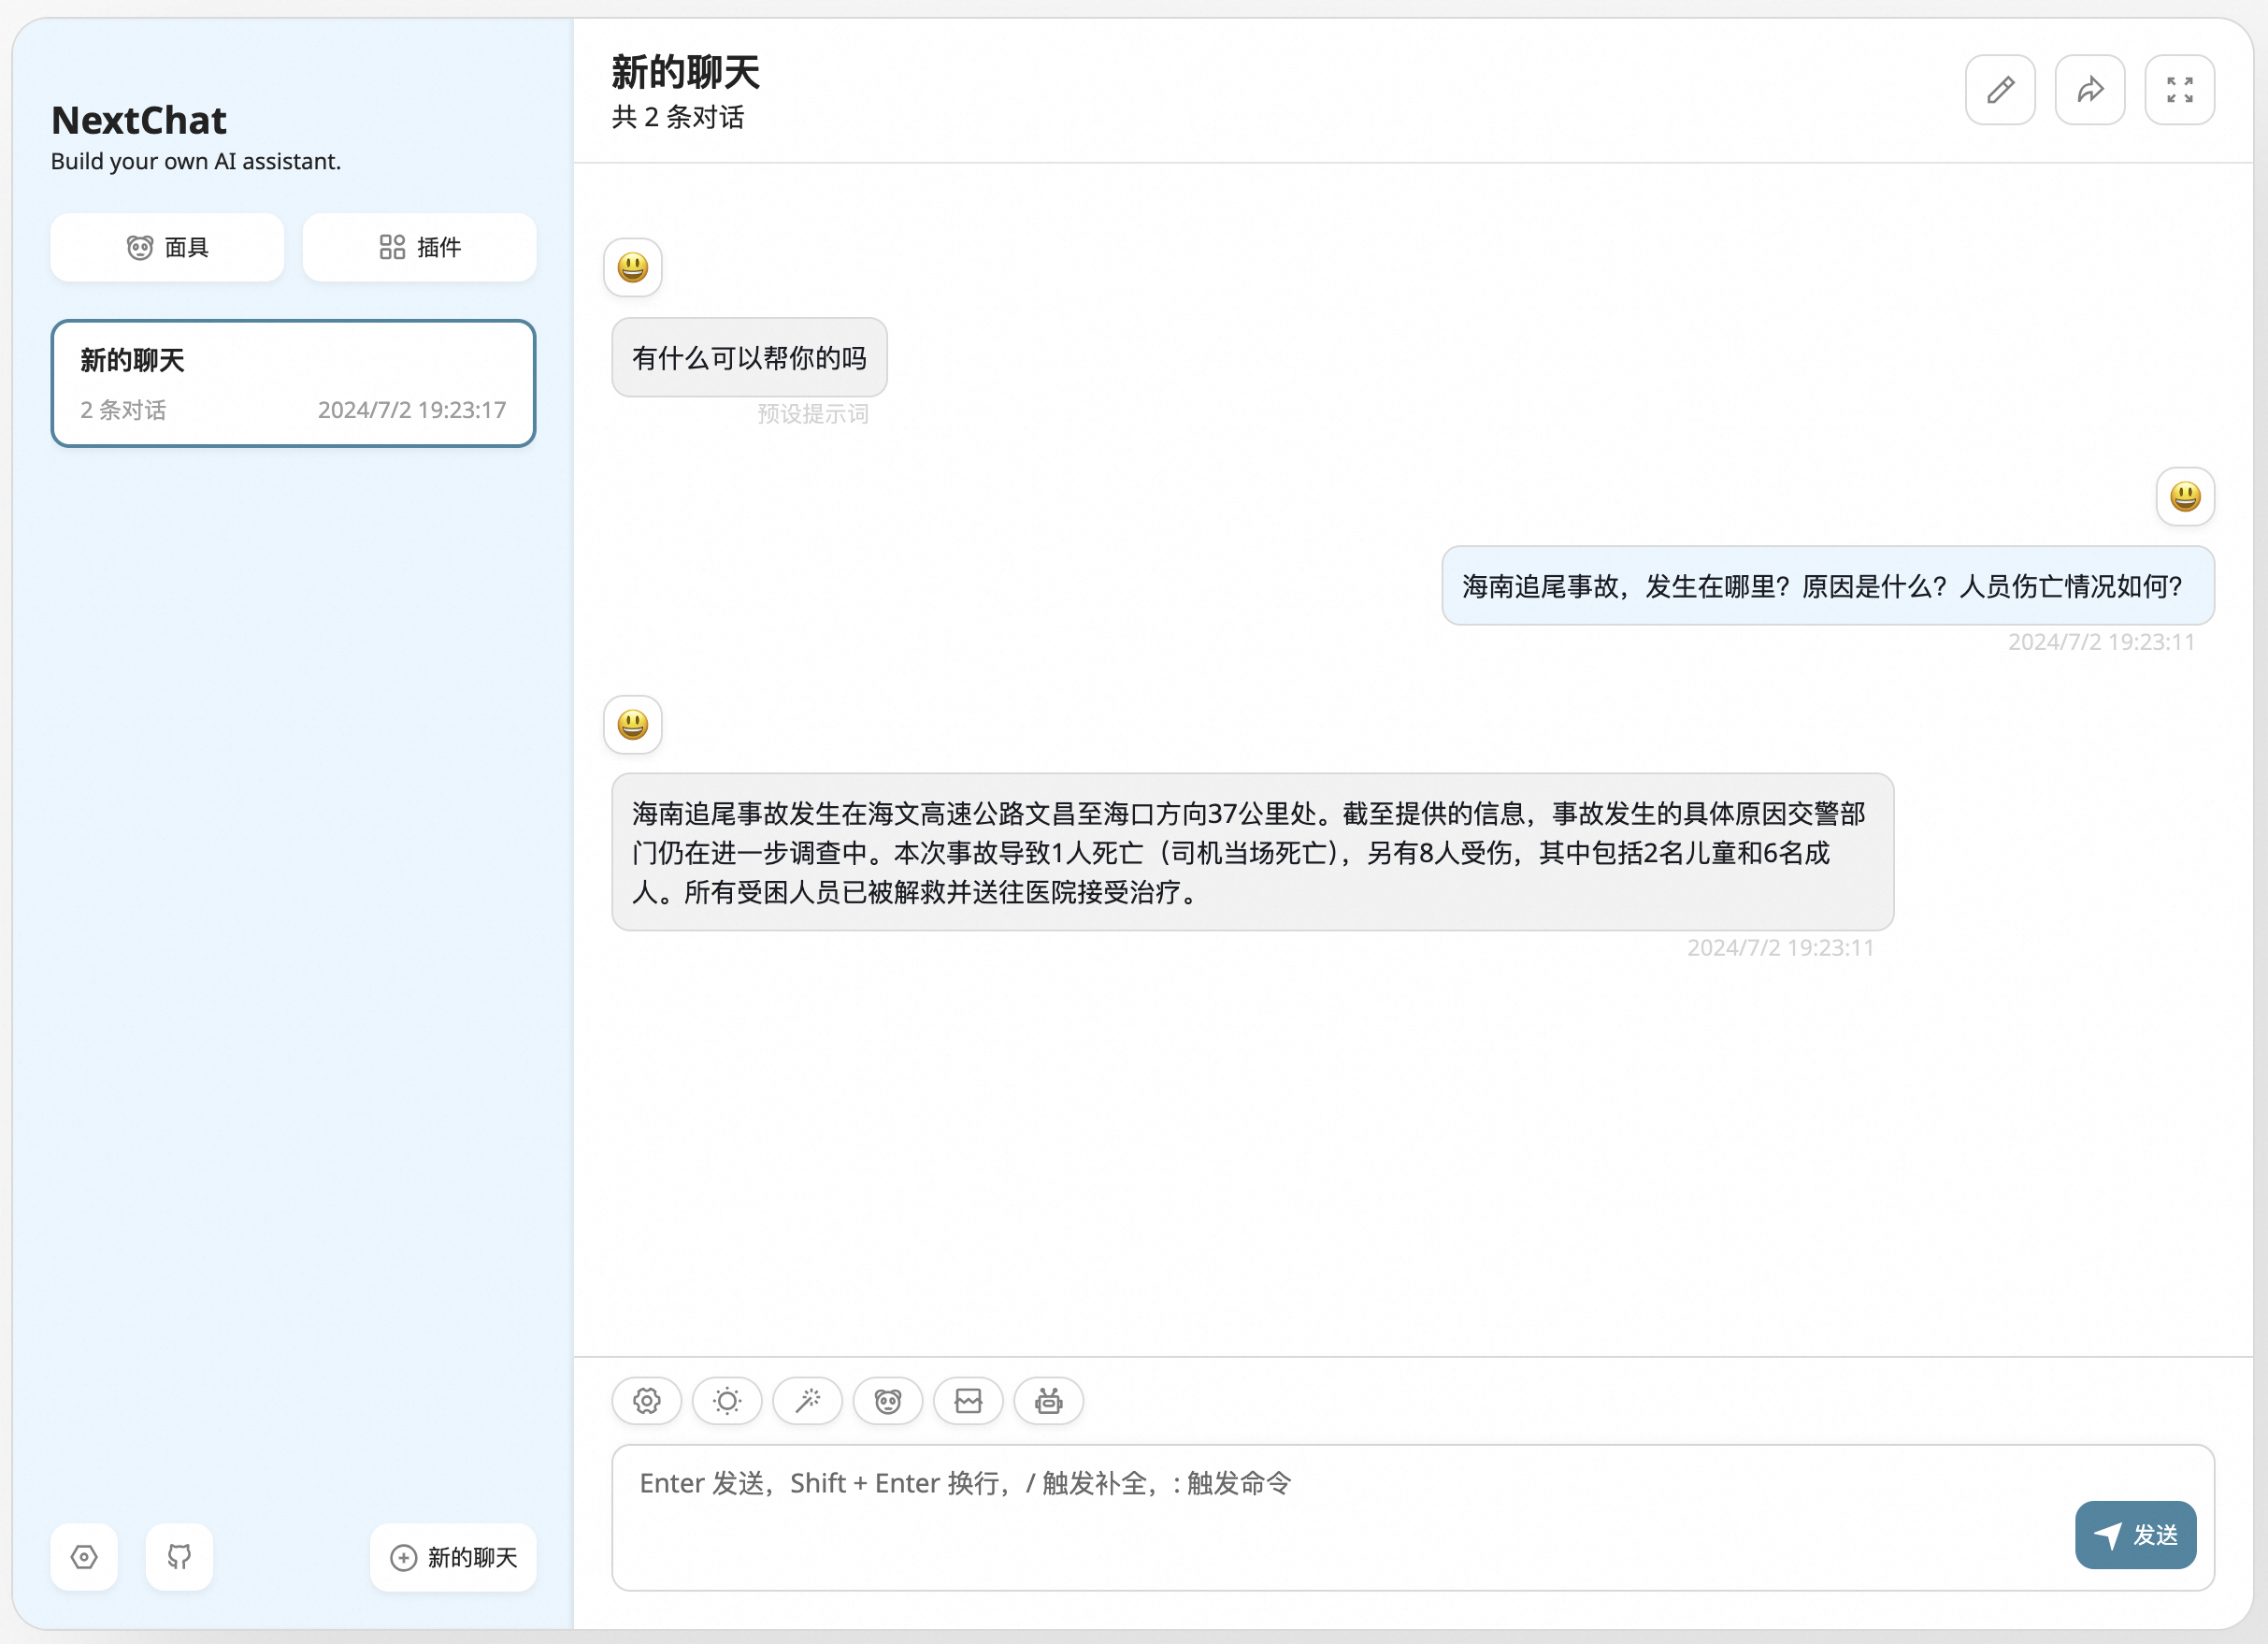 NextChat
Build your own AI assistant.
面具
插件
新的聊天
2 条对话
2024/7/2 19:23:17
新的聊天
新的聊天
共 2 条对话
有什么可以帮你的吗
预设提示词
海南追尾事故，发生在哪里？原因是什么？人员伤亡情况如何？
2024/7/2 19:23:11
海南追尾事故发生在海文高速公路文昌至海口方向37公里处。截至提供的信息，事故发生的具体原因交警部
门仍在进一步调查中。本次事故导致1人死亡（司机当场死亡），另有8人受伤，其中包括2名儿童和6名成
人。所有受困人员已被解救并送往医院接受治疗。
2024/7/2 19:23:11
Enter 发送，Shift + Enter 换行，/ 触发补全，: 触发命令
发送